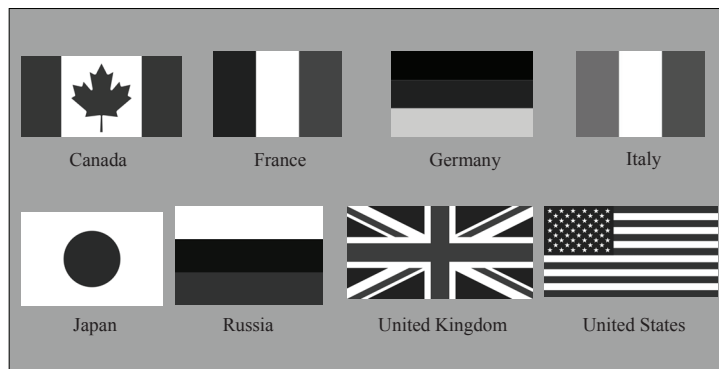 Canada France Germany Italy
Japan Russia United Kingdom United States